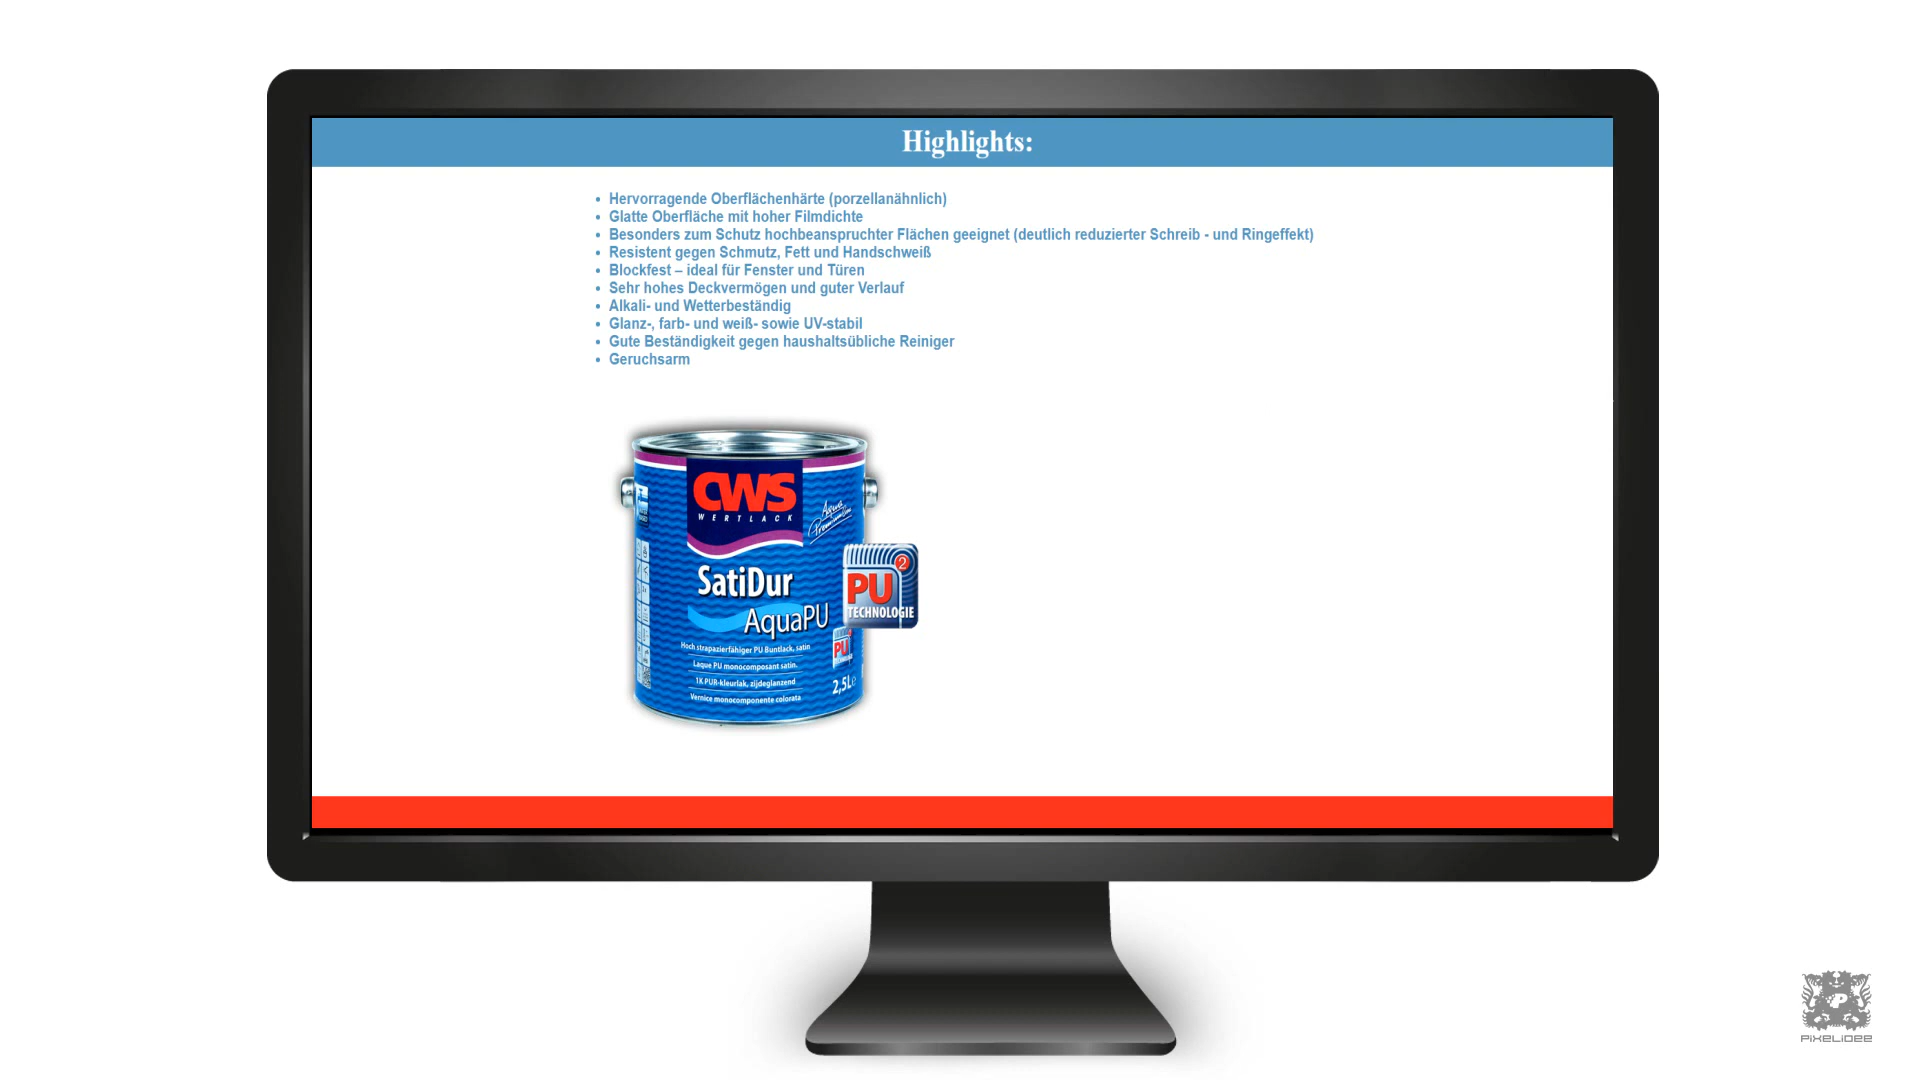 Highlights:
Hervorragende Oberflächenhärte (porzellanähnlich)
Glatte Oberfläche mit hoher Filmdichte
Besonders zum Schutz hochbeanspruchter Flächen geeignet (deutlich reduzierter Schreib - und Ringeffekt)
Resistent gegen Schmutz, Fett und Handschweiß
Blockfest – ideal für Fenster und Türen
Sehr hohes Deckvermögen und guter Verlauf
Alkali- und Wetterbeständig
Glanz-, farb- und weiß- sowie UV-stabil
Gute Beständigkeit gegen haushaltsübliche Reiniger
Geruchsarm
CWS
WERTLACK
Aqua
Premium
SatiDur
AquaPU
PU 2
TECHNOLOGIE
Hoch strapazierfähiger PU Buntlack, satin
Laque PU monocomposant satin.
1K PUR-kleurlak, zijdeglanzend
Vernice monocomponente colorata
PU
2,5L℮
P
PIXELIDEE